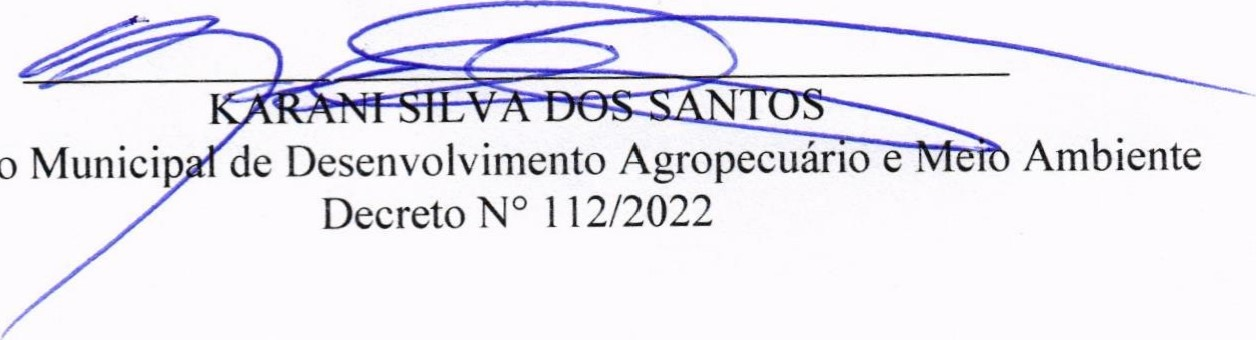 KARANI SILVA DOS SANTOS
o Municipal de Desenvolvimento Agropecuário e Meio Ambiente
Decreto N° 112/2022